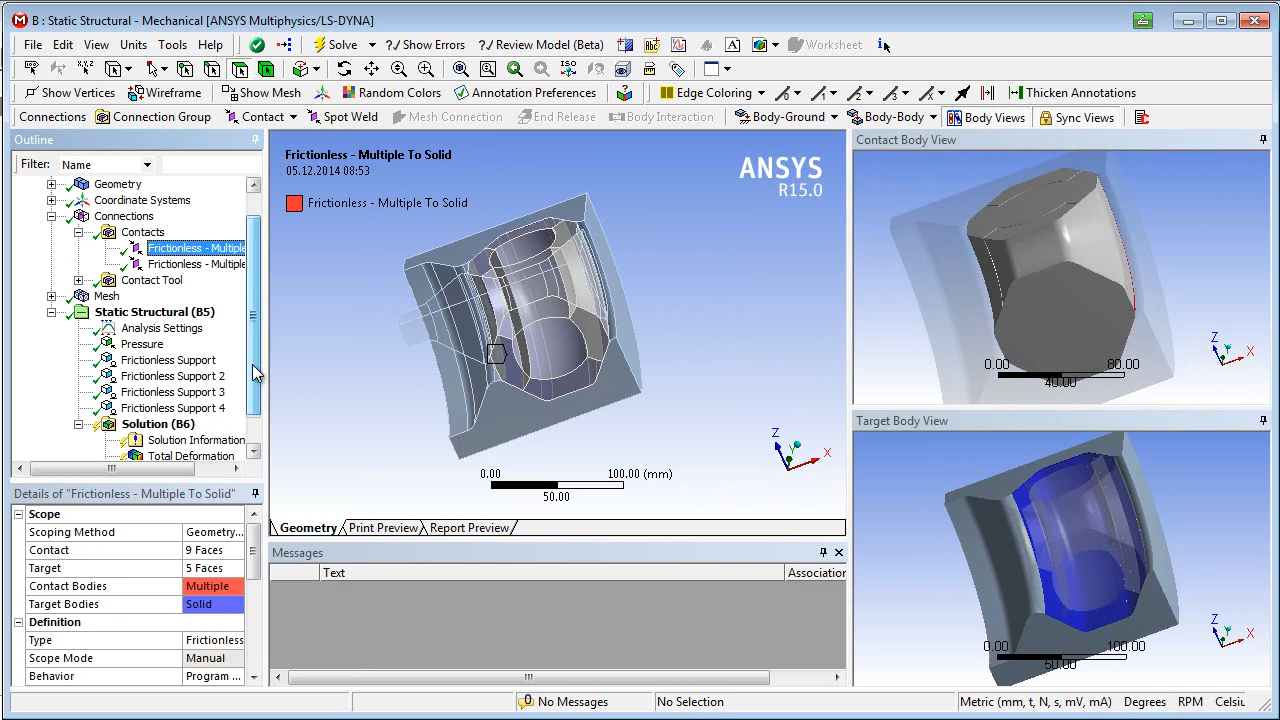 B : Static Structural - Mechanical [ANSYS Multiphysics/LS-DYNA]
File Edit View Units Tools Help Solve ?/ Show Errors ?/ Review Model (Beta) A Worksheet
Show Vertices Wireframe Show Mesh Random Colors Annotation Preferences Edge Coloring Thicken Annotations
Connections Connection Group Contact Spot Weld Mesh Connection End Release Body Interaction Body-Ground Body-Body Body Views Sync Views
Outline
Filter: Name
Geometry
Coordinate Systems
Connections
Contacts
Frictionless - Multiple
Frictionless - Multiple
Contact Tool
Mesh
Static Structural (B5)
Analysis Settings
Pressure
Frictionless Support
Frictionless Support 2
Frictionless Support 3
Frictionless Support 4
Solution (B6)
Solution Information
Total Deformation
Details of "Frictionless - Multiple To Solid"
Scope
Scoping Method Geometry...
Contact 9 Faces
Target 5 Faces
Contact Bodies Multiple
Target Bodies Solid
Definition
Type Frictionless
Scope Mode Manual
Behavior Program ...
Frictionless - Multiple To Solid
05.12.2014 08:53
Frictionless - Multiple To Solid
ANSYS
R15.0
Z
Y
X
0.00 100.00 (mm)
50.00
Geometry Print Preview Report Preview
Messages
Text Association
Contact Body View
Z
Y
X
0.00 80.00
40.00
Target Body View
Z
Y
X
0.00 100.00
50.00
0 No Messages No Selection Metric (mm, t, N, s, mV, mA) Degrees RPM Celsiu